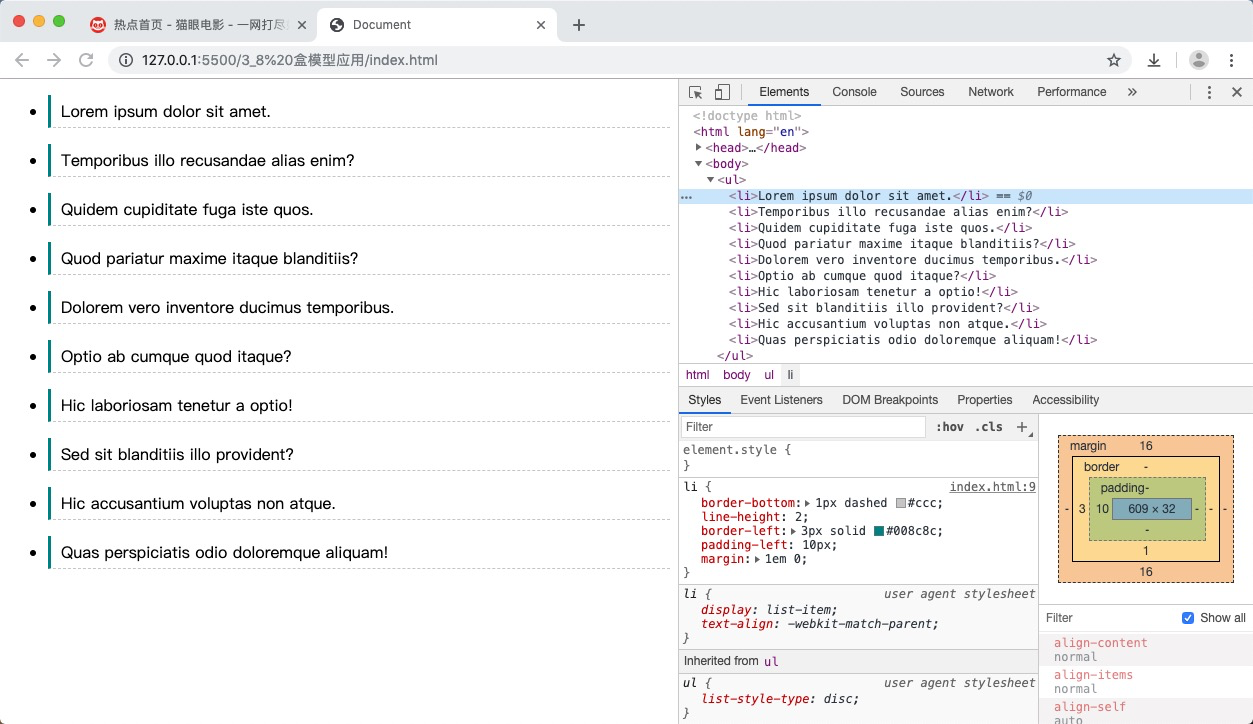 热点首页 - 猫眼电影 - 一网打尽
Document
127.0.0.1:5500/3_8%20盒模型应用/index.html
Lorem ipsum dolor sit amet.
Temporibus illo recusandae alias enim?
Quidem cupiditate fuga iste quos.
Quod pariatur maxime itaque blanditiis?
Dolorem vero inventore ducimus temporibus.
Optio ab cumque quod itaque?
Hic laboriosam tenetur a optio!
Sed sit blanditiis illo provident?
Hic accusantium voluptas non atque.
Quas perspiciatis odio doloremque aliquam!
Elements Console Sources Network Performance »
<!doctype html>
<html lang="en">
<head>…</head>
<body>
<ul>
<li>Lorem ipsum dolor sit amet.</li> == $0
<li>Temporibus illo recusandae alias enim?</li>
<li>Quidem cupiditate fuga iste quos.</li>
<li>Quod pariatur maxime itaque blanditiis?</li>
<li>Dolorem vero inventore ducimus temporibus.</li>
<li>Optio ab cumque quod itaque?</li>
<li>Hic laboriosam tenetur a optio!</li>
<li>Sed sit blanditiis illo provident?</li>
<li>Hic accusantium voluptas non atque.</li>
<li>Quas perspiciatis odio doloremque aliquam!</li>
</ul>
html body ul li
Styles Event Listeners DOM Breakpoints Properties Accessibility
Filter :hov .cls +
element.style {
}
li { index.html:9
border-bottom: 1px dashed #ccc;
line-height: 2;
border-left: 3px solid #008c8c;
padding-left: 10px;
margin: 1em 0;
}
li { user agent stylesheet
display: list-item;
text-align: -webkit-match-parent;
}
Inherited from ul
ul { user agent stylesheet
list-style-type: disc;
}
margin 16
border -
padding -
- 3 10 609 × 32 - - -
-
1
16
Filter Show all
align-content
normal
align-items
normal
align-self
auto